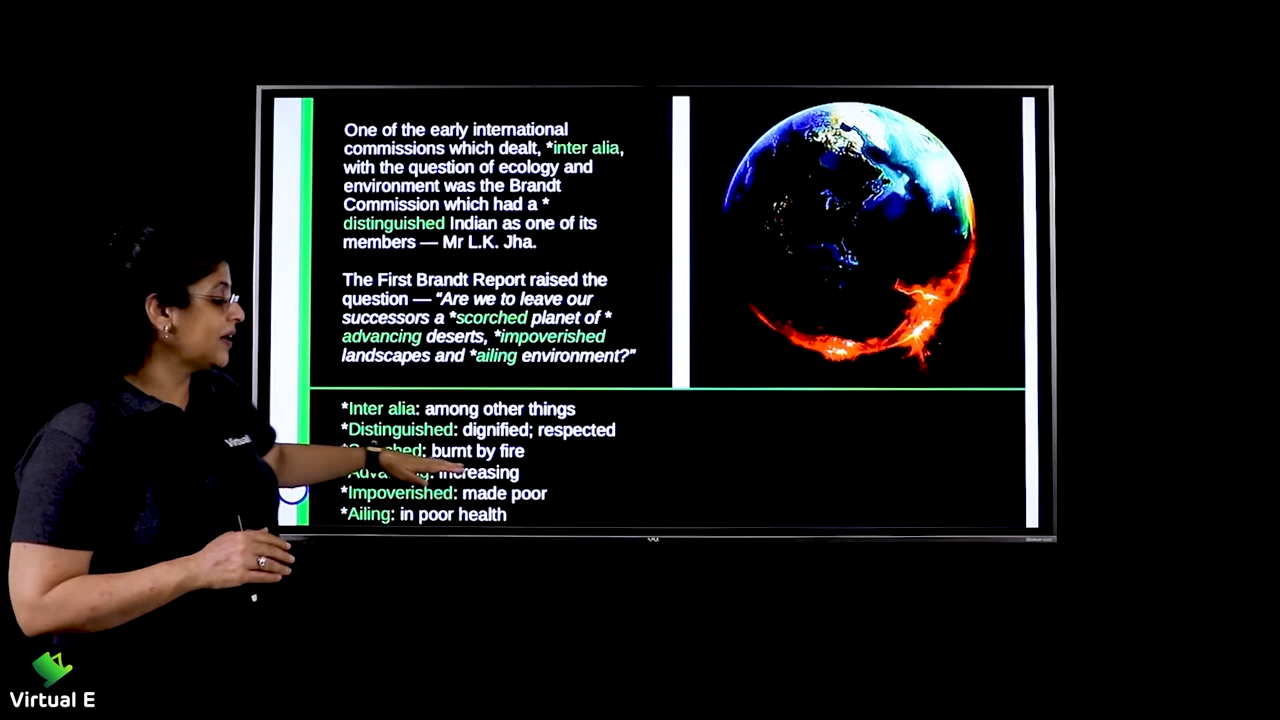 One of the early international
commissions which dealt, *inter alia,
with the question of ecology and
environment was the Brandt
Commission which had a *
distinguished Indian as one of its
members — Mr L.K. Jha.
The First Brandt Report raised the
question — “Are we to leave our
successors a *scorched planet of *
advancing deserts, *impoverished
landscapes and *ailing environment?”
*Inter alia: among other things
*Distinguished: dignified; respected
*Scorched: burnt by fire
*Advancing: increasing
*Impoverished: made poor
*Ailing: in poor health
Virtual
Virtual E